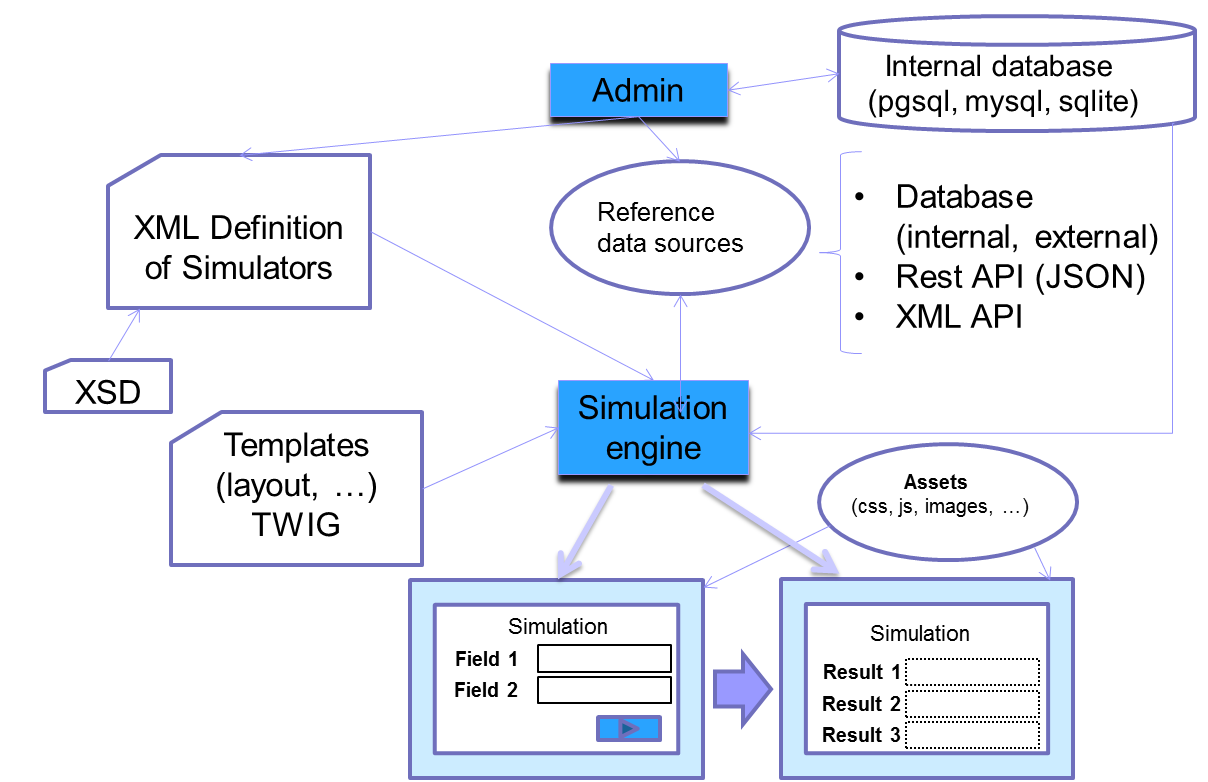 Admin
Internal database
(pgsql, mysql, sqlite)
XML Definition
of Simulators
Reference
data sources
• Database
(internal, external)
• Rest API (JSON)
• XML API
XSD
Templates
(layout, …)
TWIG
Simulation
engine
Assets
(css, js, images, …)
Simulation
Field 1
Field 2
Simulation
Result 1
Result 2
Result 3